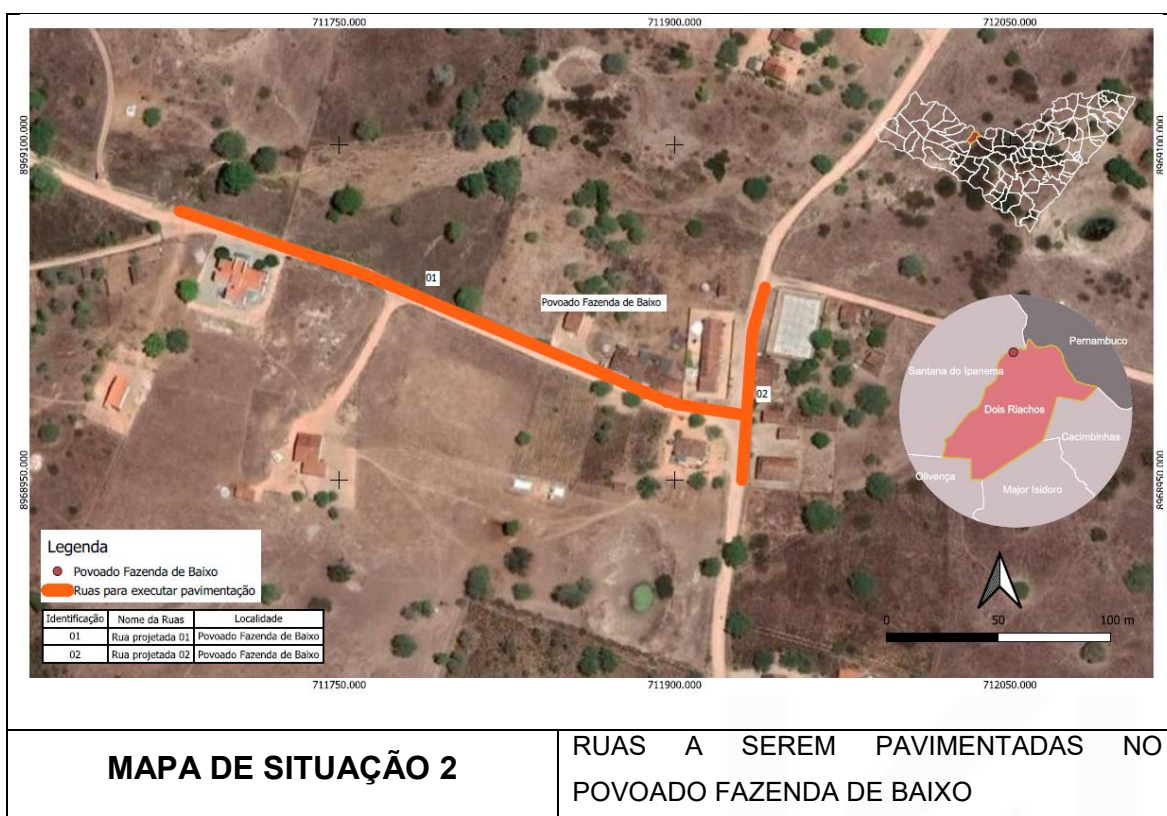 711750.000 711900.000 712050.000
8969100.000 8969100.000
01
Povoado Fazenda de Baixo
02
Pernambuco
Santana do Ipanema
Dois Riachos
Cacimbinhas
Olivença
Major Isidoro
8968950.000 8968950.000
Legenda
Povoado Fazenda de Baixo
Ruas para executar pavimentação
Identificação Nome da Ruas Localidade
01 Rua projetada 01 Povoado Fazenda de Baixo
02 Rua projetada 02 Povoado Fazenda de Baixo
0 50 100 m
711750.000 711900.000 712050.000
MAPA DE SITUAÇÃO 2
RUAS A SEREM PAVIMENTADAS NO
POVOADO FAZENDA DE BAIXO